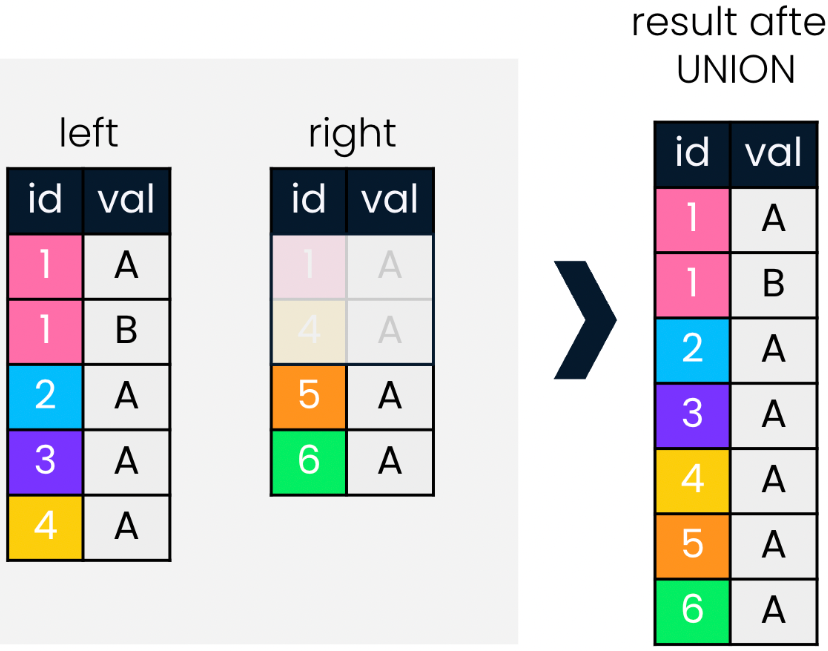 result afte
UNION
left
id val
1 A
1 B
2 A
3 A
4 A
right
id val
1 A
4 A
5 A
6 A
id val
1 A
1 B
2 A
3 A
4 A
5 A
6 A